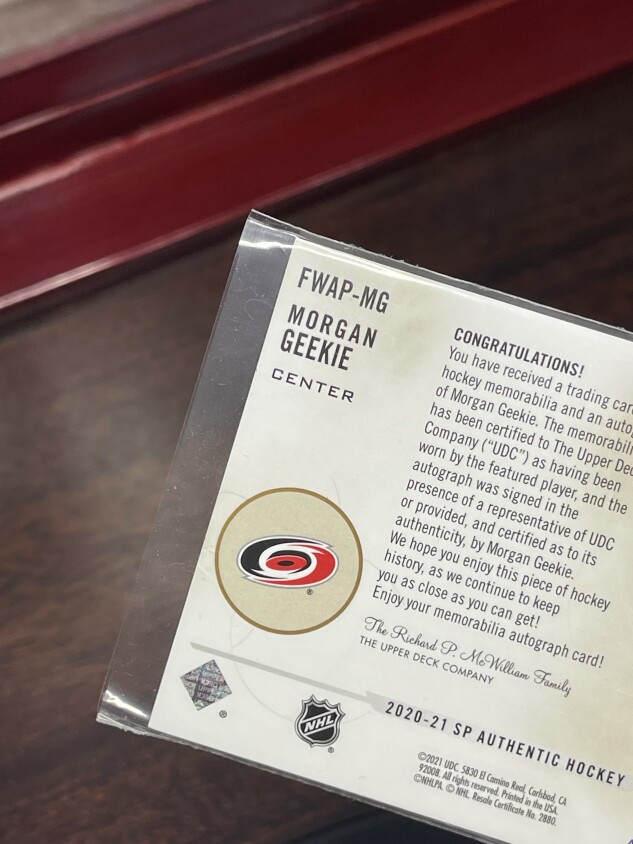 FWAP-MG
MORGAN
GEEKIE
CENTER
CONGRATULATIONS!
You have received a trading car
hockey memorabilia and an auto
of Morgan Geekie. The memorabil
has been certified to The Upper Dec
Company ("UDC") as having been
worn by the featured player, and the
autograph was signed in the
presence of a representative of UDC
or provided, and certified as to its
authenticity, by Morgan Geekie.
We hope you enjoy this piece of hockey
history, as we continue to keep
you as close as you can get!
Enjoy your memorabilia autograph card!
The Richard P. McWilliam Family
THE UPPER DECK COMPANY
NHL
2020-21 SP AUTHENTIC HOCKEY
©2021 UDC. 5830 El Camino Real, Carlsbad, CA
92008. All rights reserved. Printed in the USA.
©NHLPA. © NHL. Resale Certificate No. 2880.